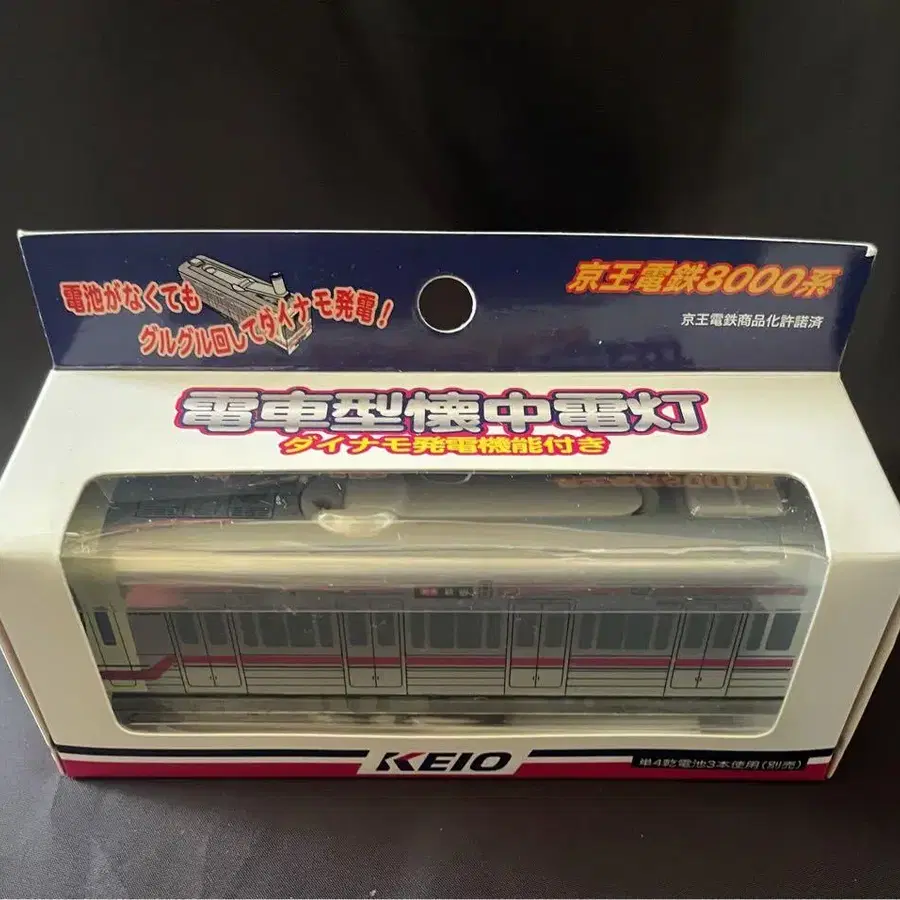 電池がなくても
グルグル回してダイナモ発電！
京王電鉄8000系
京王電鉄商品化許諾済
電車型懐中電灯
ダイナモ発電機能付き
KEIO
単4乾電池3本使用(別売)